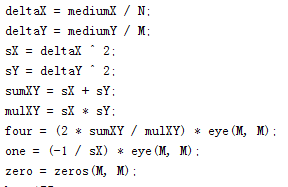 deltaX = mediumX / N;
deltaY = mediumY / M;
sX = deltaX ^ 2;
sY = deltaY ^ 2;
sumXY = sX + sY;
mulXY = sX * sY;
four = (2 * sumXY / mulXY) * eye(M, M);
one = (-1 / sX) * eye(M, M);
zero = zeros(M, M);